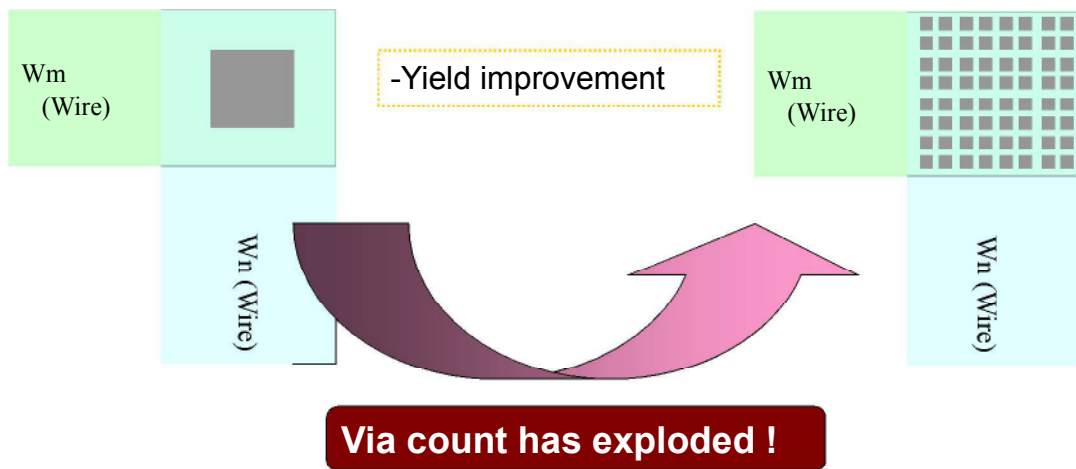 Wm
(Wire)
-Yield improvement
Wm
(Wire)
Wn (Wire)
Wn (Wire)
Via count has exploded !